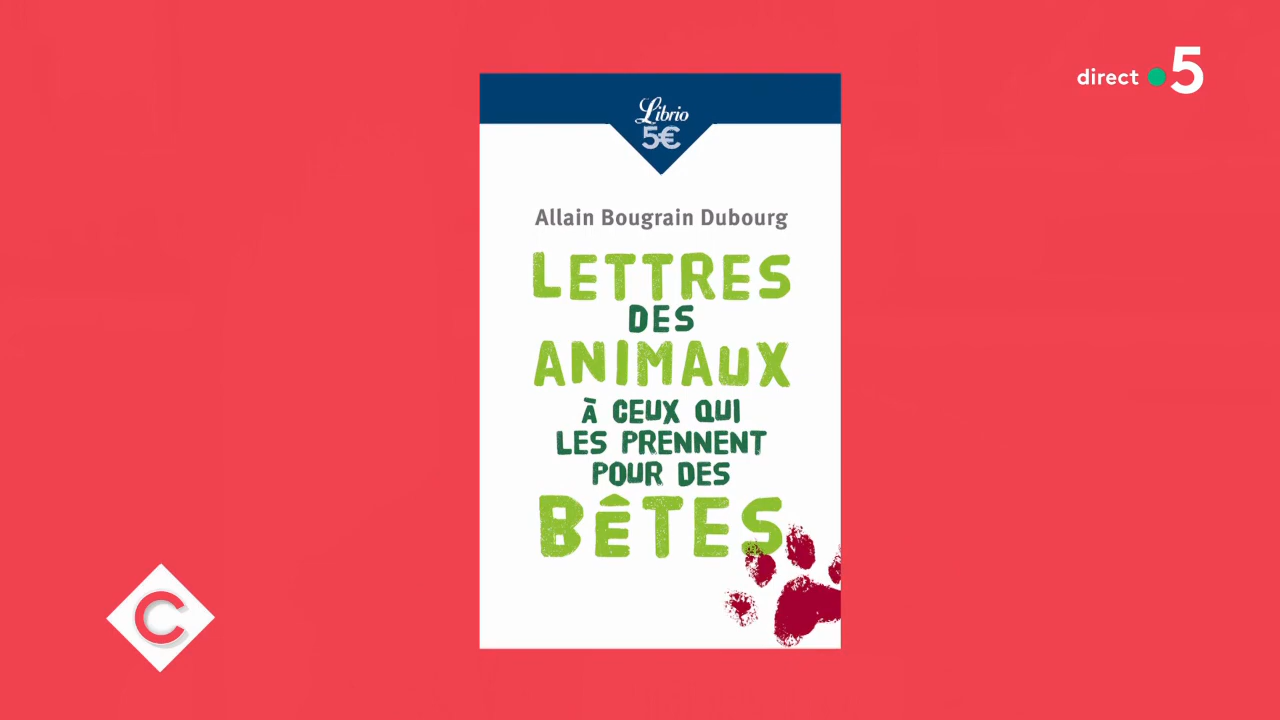 direct 5
Librio
5€
Allain Bougrain Dubourg
LETTRES
DES
ANIMAUX
À CEUX QUI
LES PRENNENT
POUR DES
BÊTES
C